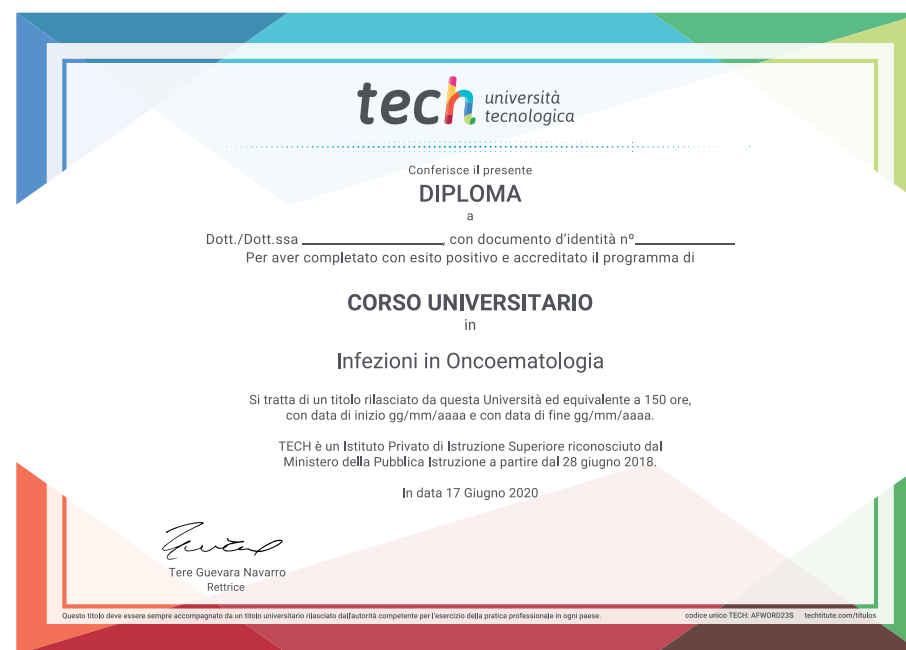 tech università
tecnologica
Conferisce il presente
DIPLOMA
a
Dott./Dott.ssa ____________________, con documento d'identità nº______________
Per aver completato con esito positivo e accreditato il programma di
CORSO UNIVERSITARIO
in
Infezioni in Oncoematologia
Si tratta di un titolo rilasciato da questa Università ed equivalente a 150 ore,
con data di inizio gg/mm/aaaa e con data di fine gg/mm/aaaa.
TECH è un Istituto Privato di Istruzione Superiore riconosciuto dal
Ministero della Pubblica Istruzione a partire dal 28 giugno 2018.
In data 17 Giugno 2020
Tere Guevara Navarro
Rettrice
Questo titolo deve essere sempre accompagnato da un titolo universitario rilasciato dall'autorità competente per l'esercizio della pratica professionale in ogni paese. codice unico TECH: AFWORD23S techtitute.com/titulos